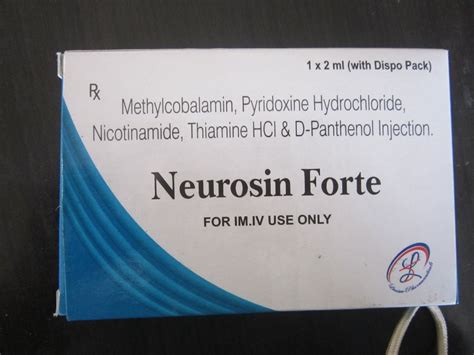 1 x 2 ml (with Dispo Pack)
Rx
Methylcobalamin, Pyridoxine Hydrochloride,
Nicotinamide, Thiamine HCl & D-Panthenol Injection.
Neurosin Forte
FOR IM.IV USE ONLY